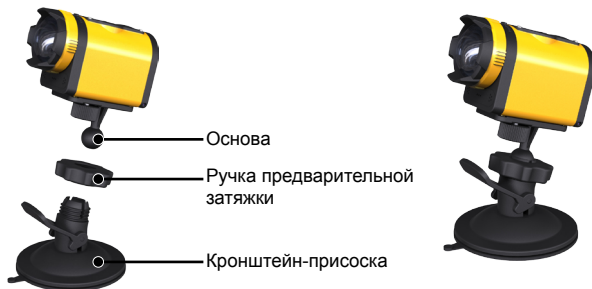 Основа
Ручка предварительной
затяжки
Кронштейн-присоска